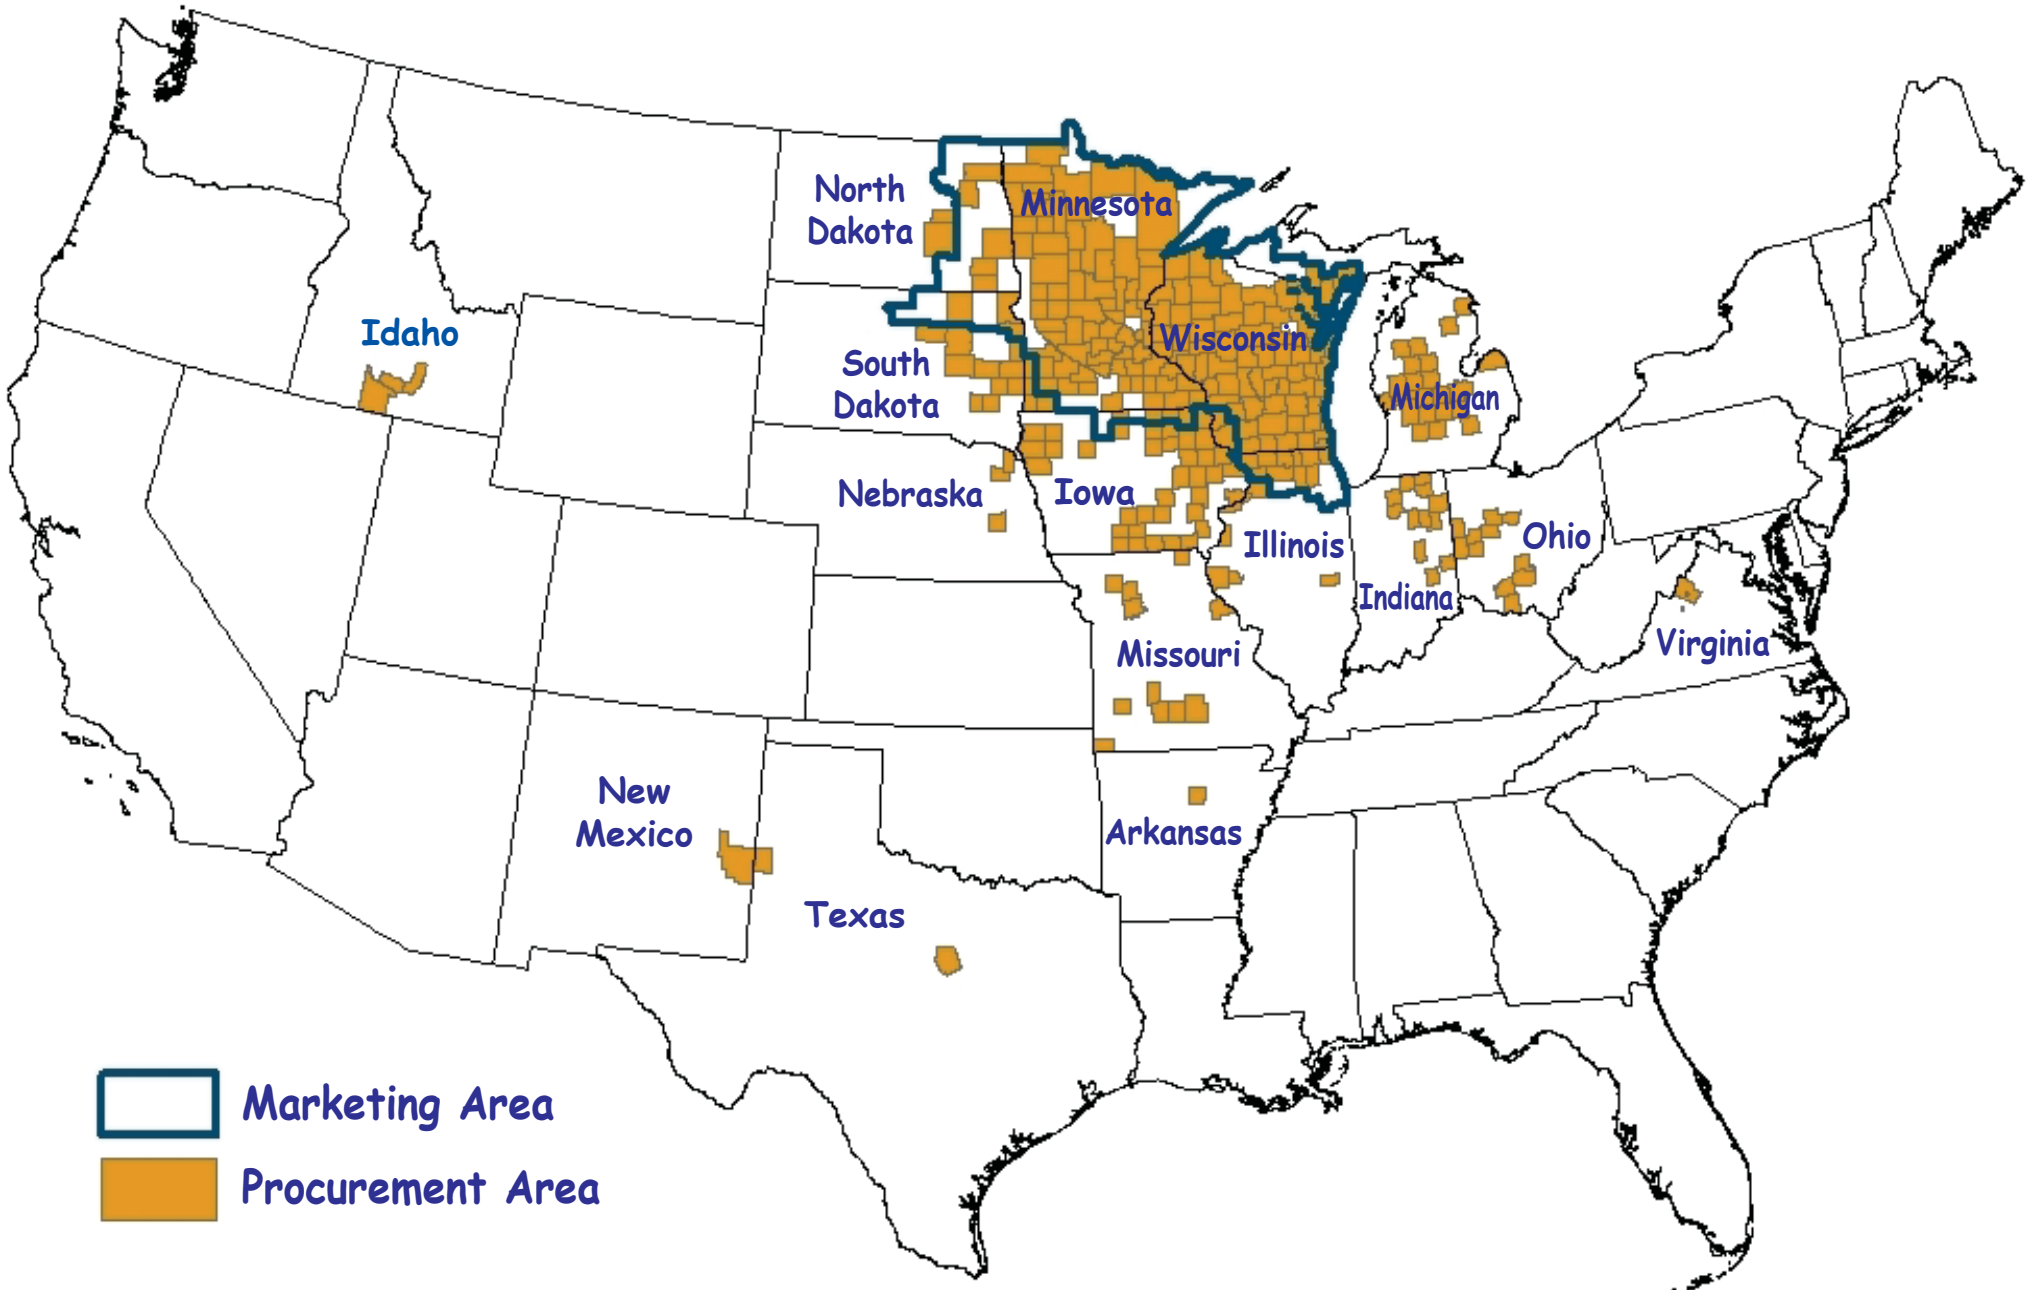 North
Dakota
Minnesota
Idaho
Wisconsin
South
Dakota
Michigan
Nebraska
Iowa
Illinois
Ohio
Indiana
Missouri
Virginia
New
Mexico
Arkansas
Texas
Marketing Area
Procurement Area